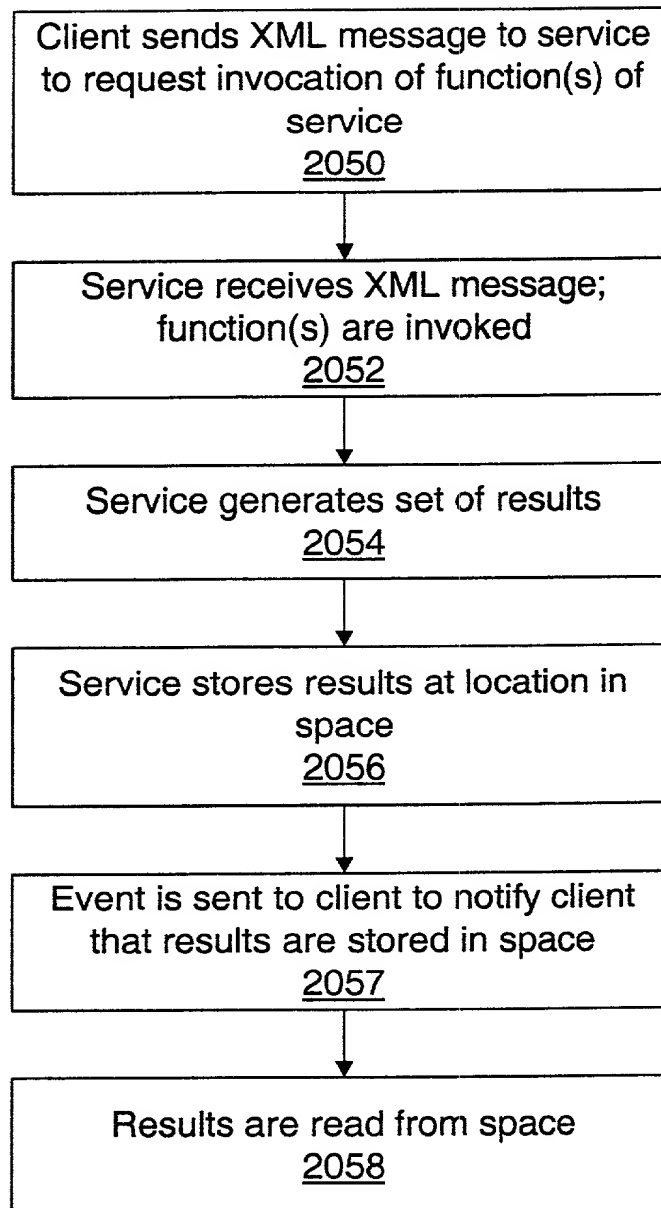 Client sends XML message to service
to request invocation of function(s) of
service
2050
Service receives XML message;
function(s) are invoked
2052
Service generates set of results
2054
Service stores results at location in
space
2056
Event is sent to client to notify client
that results are stored in space
2057
Results are read from space
2058